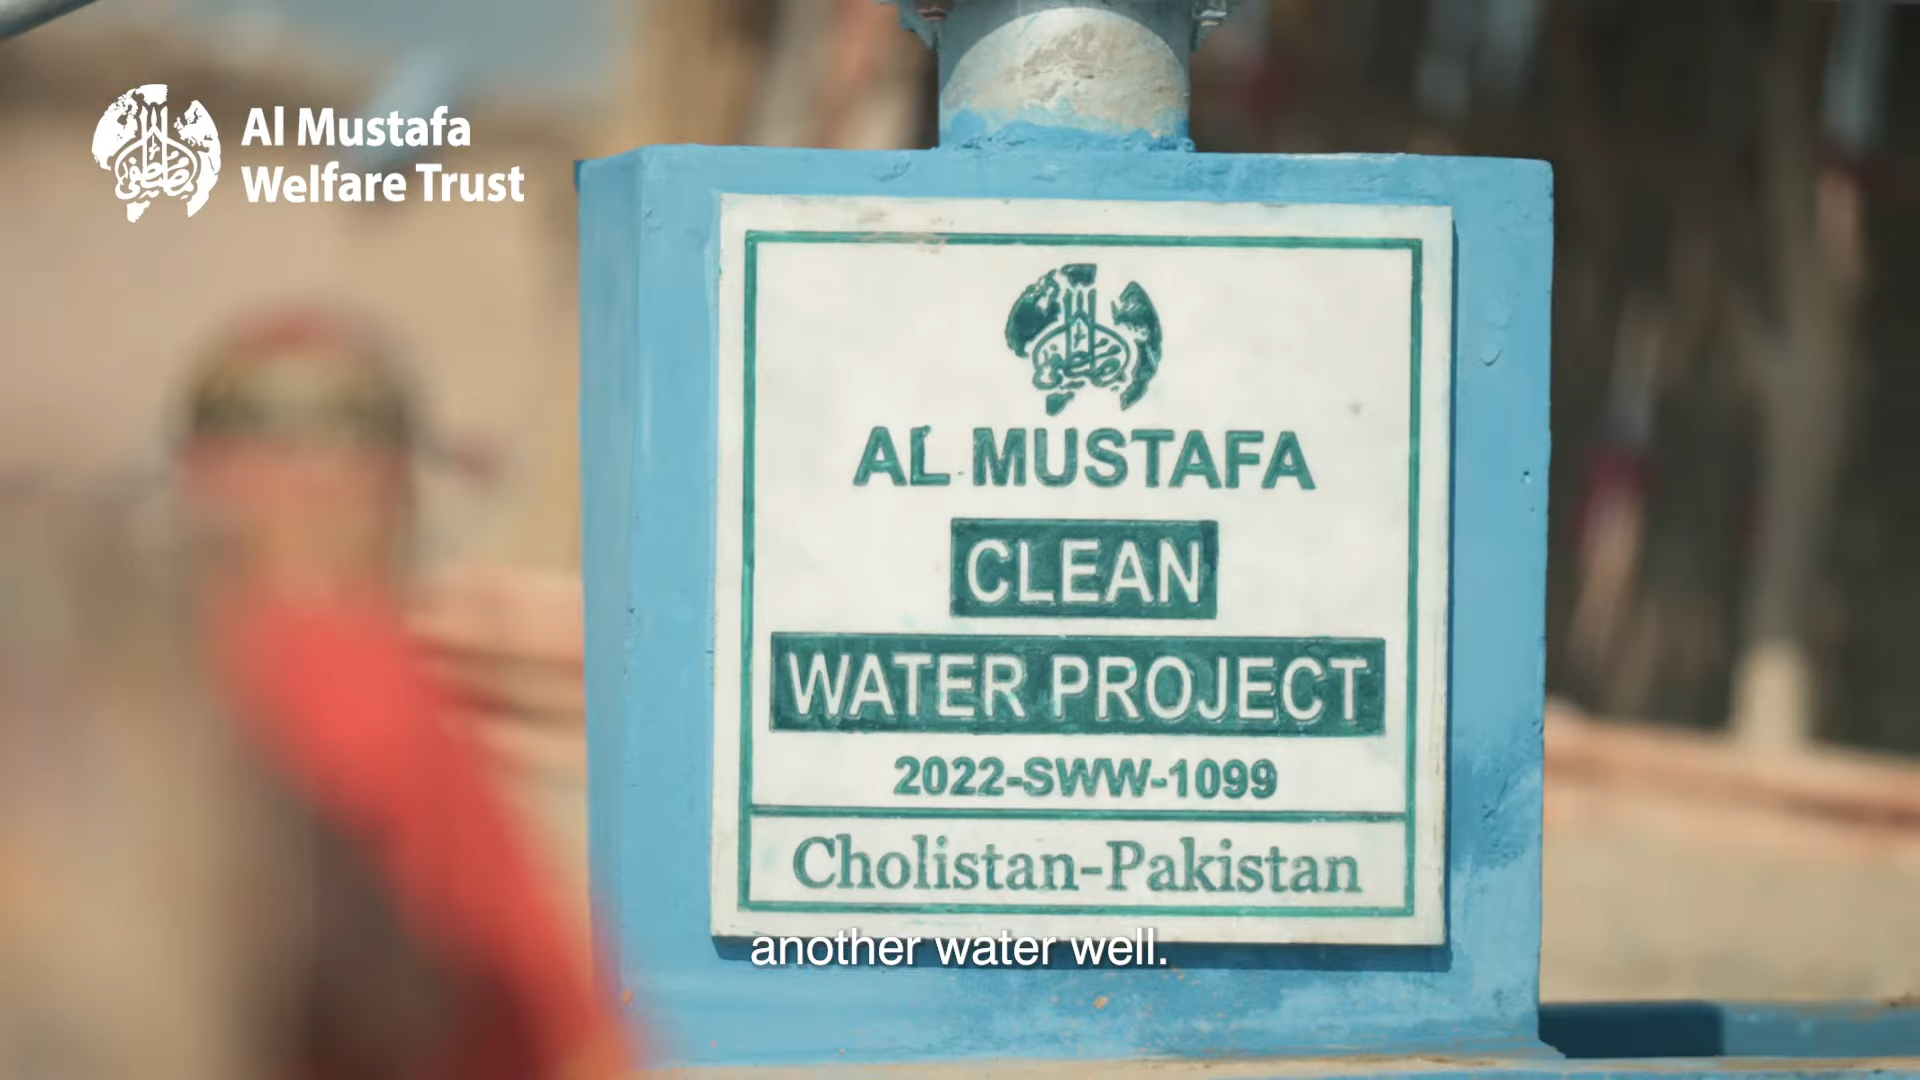 Al Mustafa
Welfare Trust
AL MUSTAFA
CLEAN
WATER PROJECT
2022-SWW-1099
Cholistan-Pakistan
another water well.